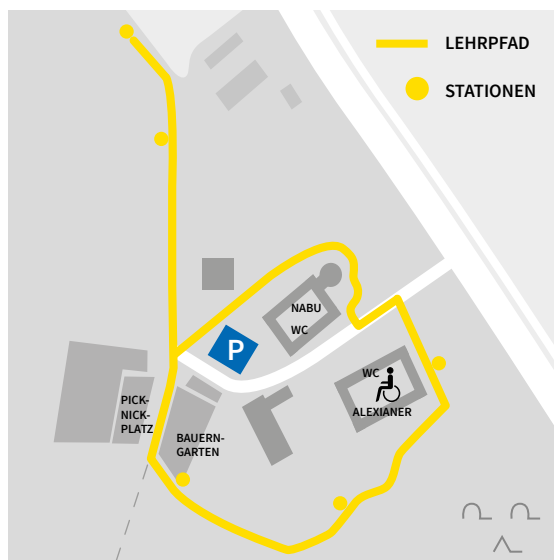 LEHRPFAD
STATIONEN
NABU
WC
P
WC
ALEXIANER
PICK-
NICK-
PLATZ
BAUERN-
GARTEN